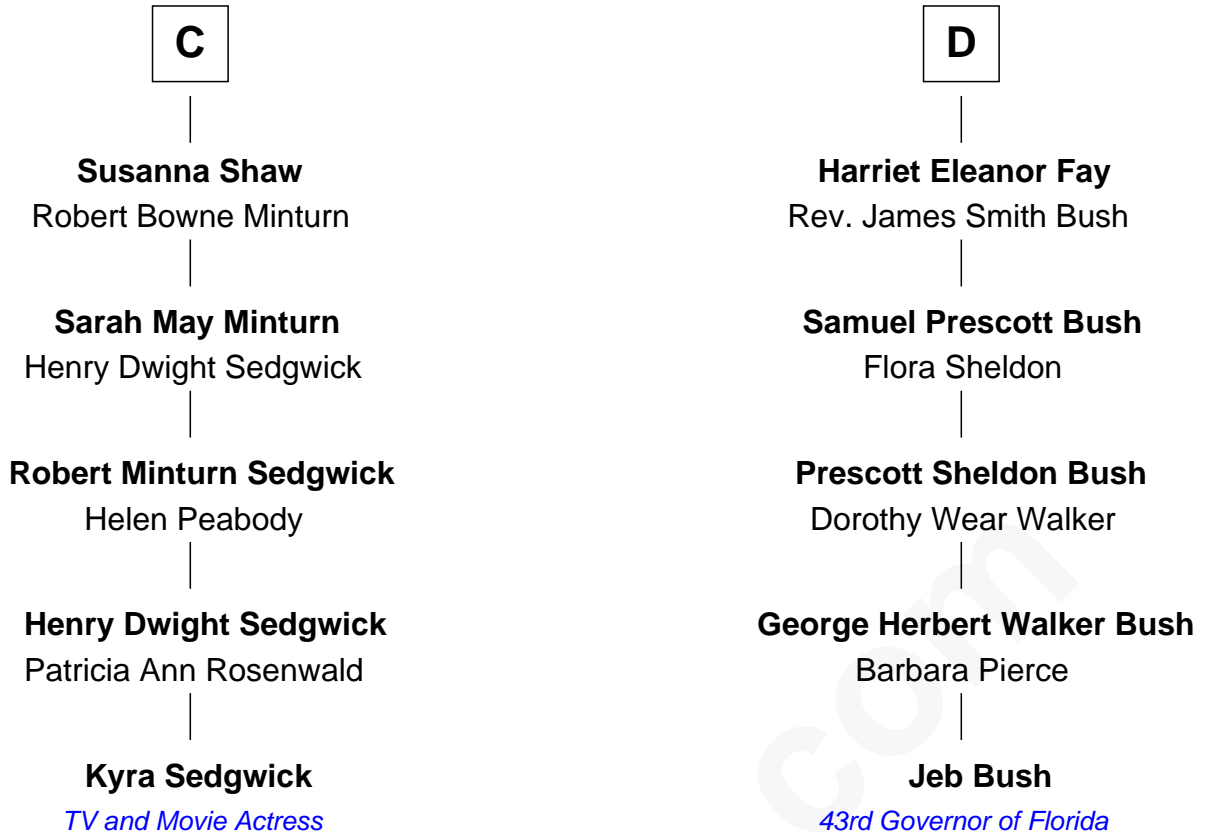 C
D
Susanna Shaw
Robert Bowne Minturn
Harriet Eleanor Fay
Rev. James Smith Bush
Sarah May Minturn
Henry Dwight Sedgwick
Samuel Prescott Bush
Flora Sheldon
Robert Minturn Sedgwick
Helen Peabody
Prescott Sheldon Bush
Dorothy Wear Walker
Henry Dwight Sedgwick
Patricia Ann Rosenwald
George Herbert Walker Bush
Barbara Pierce
Kyra Sedgwick
TV and Movie Actress
Jeb Bush
43rd Governor of Florida
com